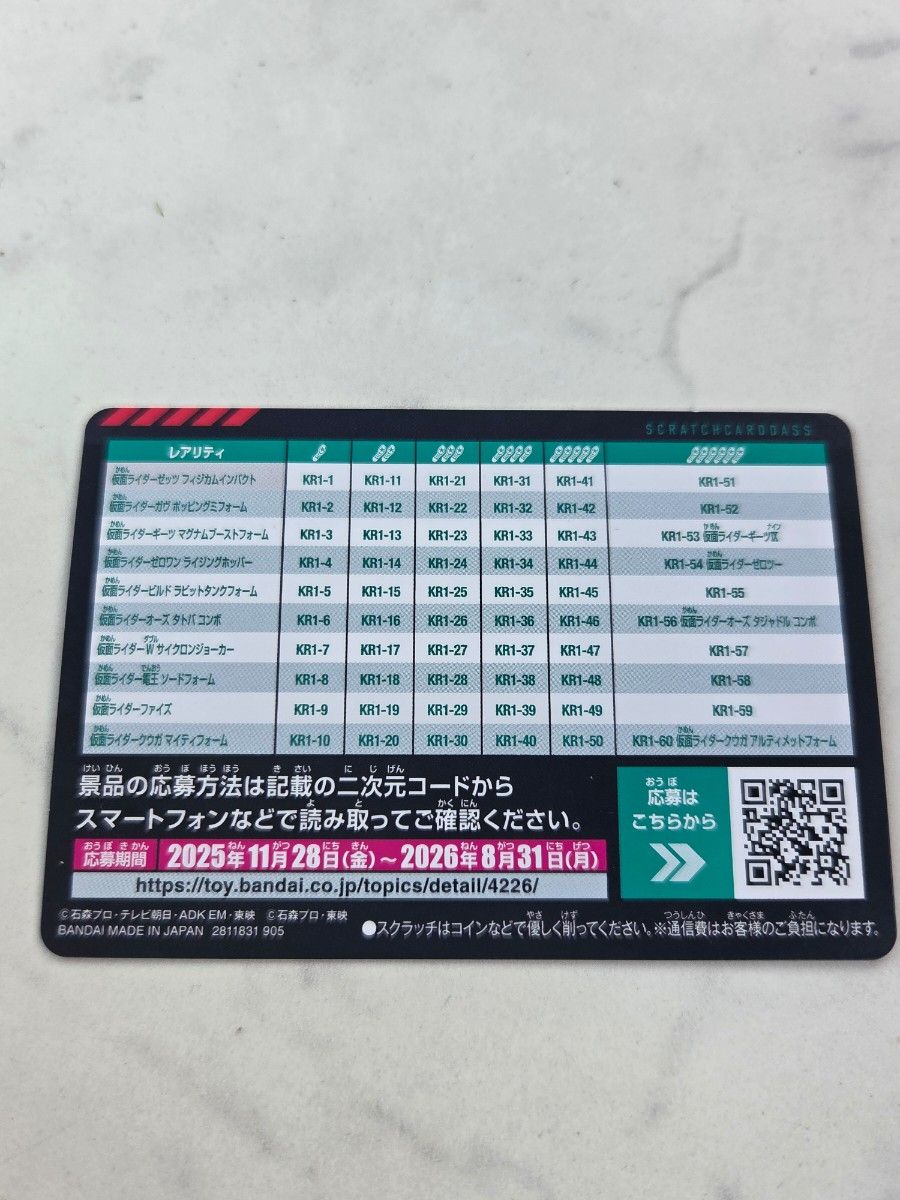 SCRATCHCARDDASS
レアリティ
仮面ライダーゼッツ フィジカムインパクト KR1-1 KR1-11 KR1-21 KR1-31 KR1-41 KR1-51
仮面ライダーガヴ ポッピングミフォーム KR1-2 KR1-12 KR1-22 KR1-32 KR1-42 KR1-52
仮面ライダーギーツ マグナムブーストフォーム KR1-3 KR1-13 KR1-23 KR1-33 KR1-43 KR1-53 仮面ライダーギーツⅨ
仮面ライダーゼロワン ライジングホッパー KR1-4 KR1-14 KR1-24 KR1-34 KR1-44 KR1-54 仮面ライダーゼロツー
仮面ライダービルド ラビットタンクフォーム KR1-5 KR1-15 KR1-25 KR1-35 KR1-45 KR1-55
仮面ライダーオーズ タトバ コンボ KR1-6 KR1-16 KR1-26 KR1-36 KR1-46 KR1-56 仮面ライダーオーズ タジャドル コンボ
仮面ライダーW サイクロンジョーカー KR1-7 KR1-17 KR1-27 KR1-37 KR1-47 KR1-57
仮面ライダー電王 ソードフォーム KR1-8 KR1-18 KR1-28 KR1-38 KR1-48 KR1-58
仮面ライダーファイズ KR1-9 KR1-19 KR1-29 KR1-39 KR1-49 KR1-59
仮面ライダークウガ マイティフォーム KR1-10 KR1-20 KR1-30 KR1-40 KR1-50 KR1-60 仮面ライダークウガ アルティメットフォーム
景品の応募方法は記載の二次元コードから
スマートフォンなどで読み取ってご確認ください。
応募期間 2025年11月28日(金)～2026年8月31日(月)
https://toy.bandai.co.jp/topics/detail/4226/
応募は
こちらから
©石森プロ・テレビ朝日・ADK EM・東映 ©石森プロ・東映
BANDAI MADE IN JAPAN 2811831 905
●スクラッチはコインなどで優しく削ってください。※通信費はお客様のご負担になります。